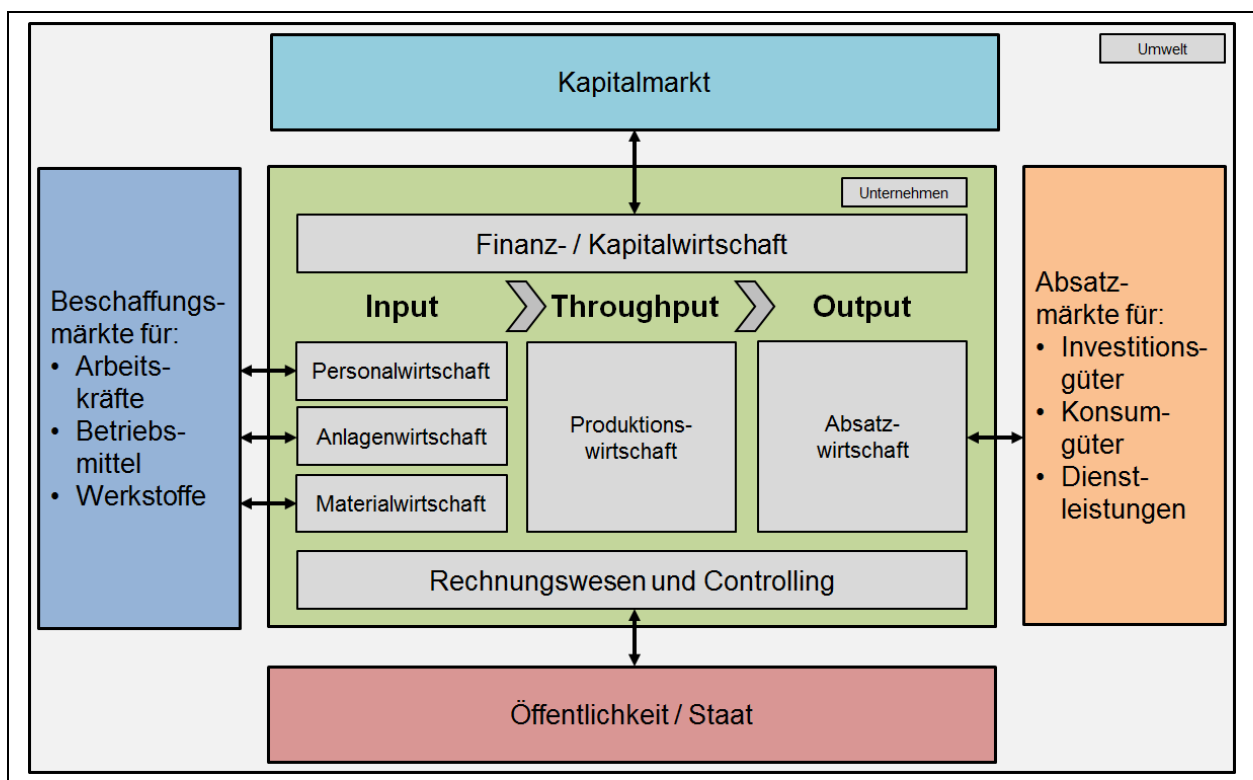 Umwelt
Kapitalmarkt
Unternehmen
Finanz- / Kapitalwirtschaft
Beschaffungs-
märkte für:
• Arbeits-
kräfte
• Betriebs-
mittel
• Werkstoffe
Input
Throughput
Output
Personalwirtschaft
Anlagenwirtschaft
Materialwirtschaft
Produktions-
wirtschaft
Absatz-
wirtschaft
Absatz-
märkte für:
• Investitions-
güter
• Konsum-
güter
• Dienst-
leistungen
Rechnungswesen und Controlling
Öffentlichkeit / Staat